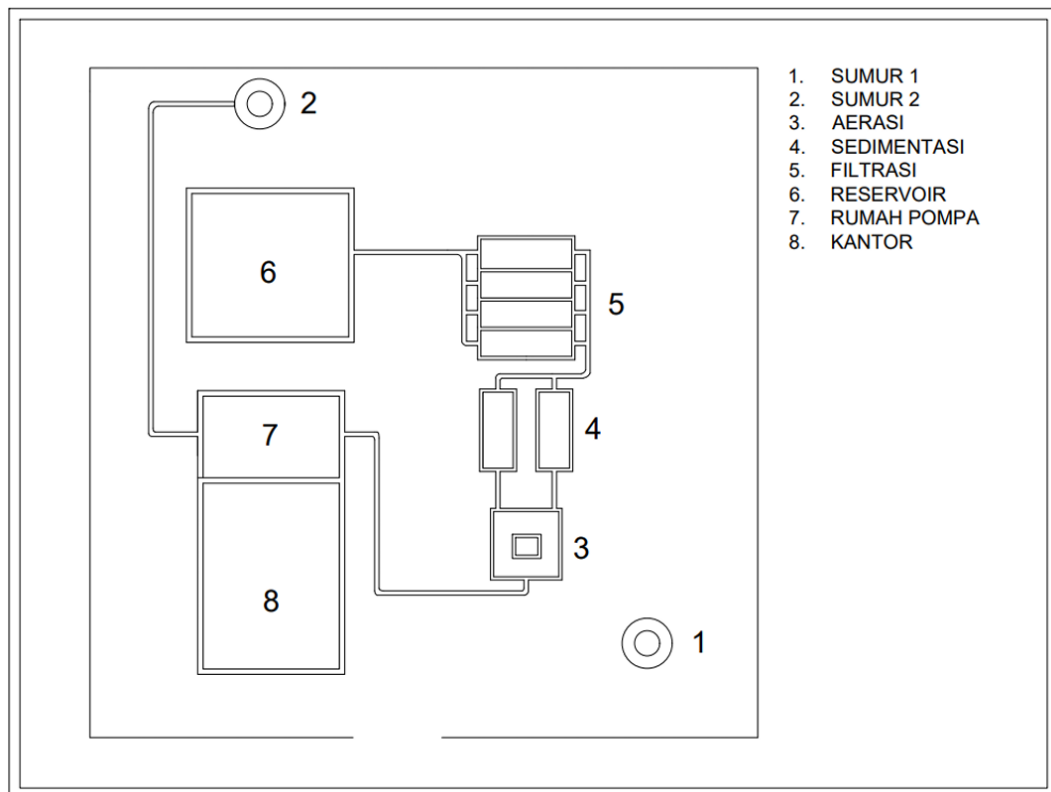 2
6
5
7
4
3
8
1
1. SUMUR 1
2. SUMUR 2
3. AERASI
4. SEDIMENTASI
5. FILTRASI
6. RESERVOIR
7. RUMAH POMPA
8. KANTOR